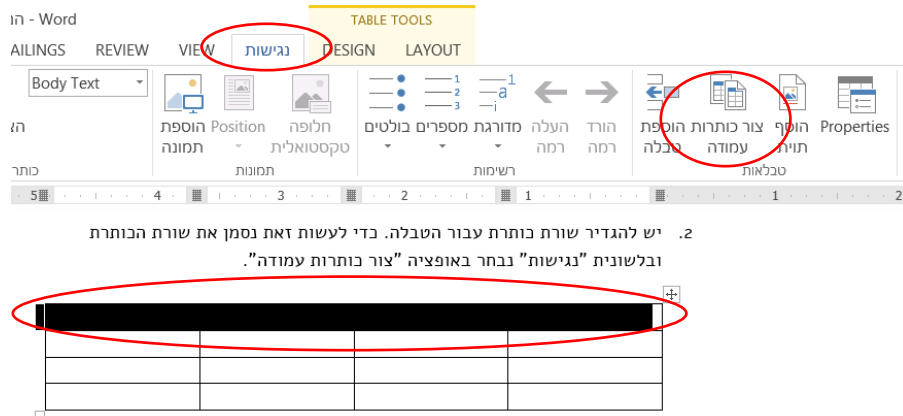 הנ - Word
TABLE TOOLS
AILINGS REVIEW VIEW נגישות DESIGN LAYOUT
Body Text
הוספת תמונה
Position
חלופה טקסטואלית
בולטים
מספרים
מדורגת
העלה רמה
הורד רמה
הוספת טבלה
צור כותרות עמודה
הוסף תוית
Properties
כותר תמונות רשימות טבלאות
5 4 3 2 1 1 2
2. יש להגדיר שורת כותרת עבור הטבלה. כדי לעשות זאת נסמן את שורת הכותרת
ובלשונית "נגישות" נבחר באופציה "צור כותרות עמודה".